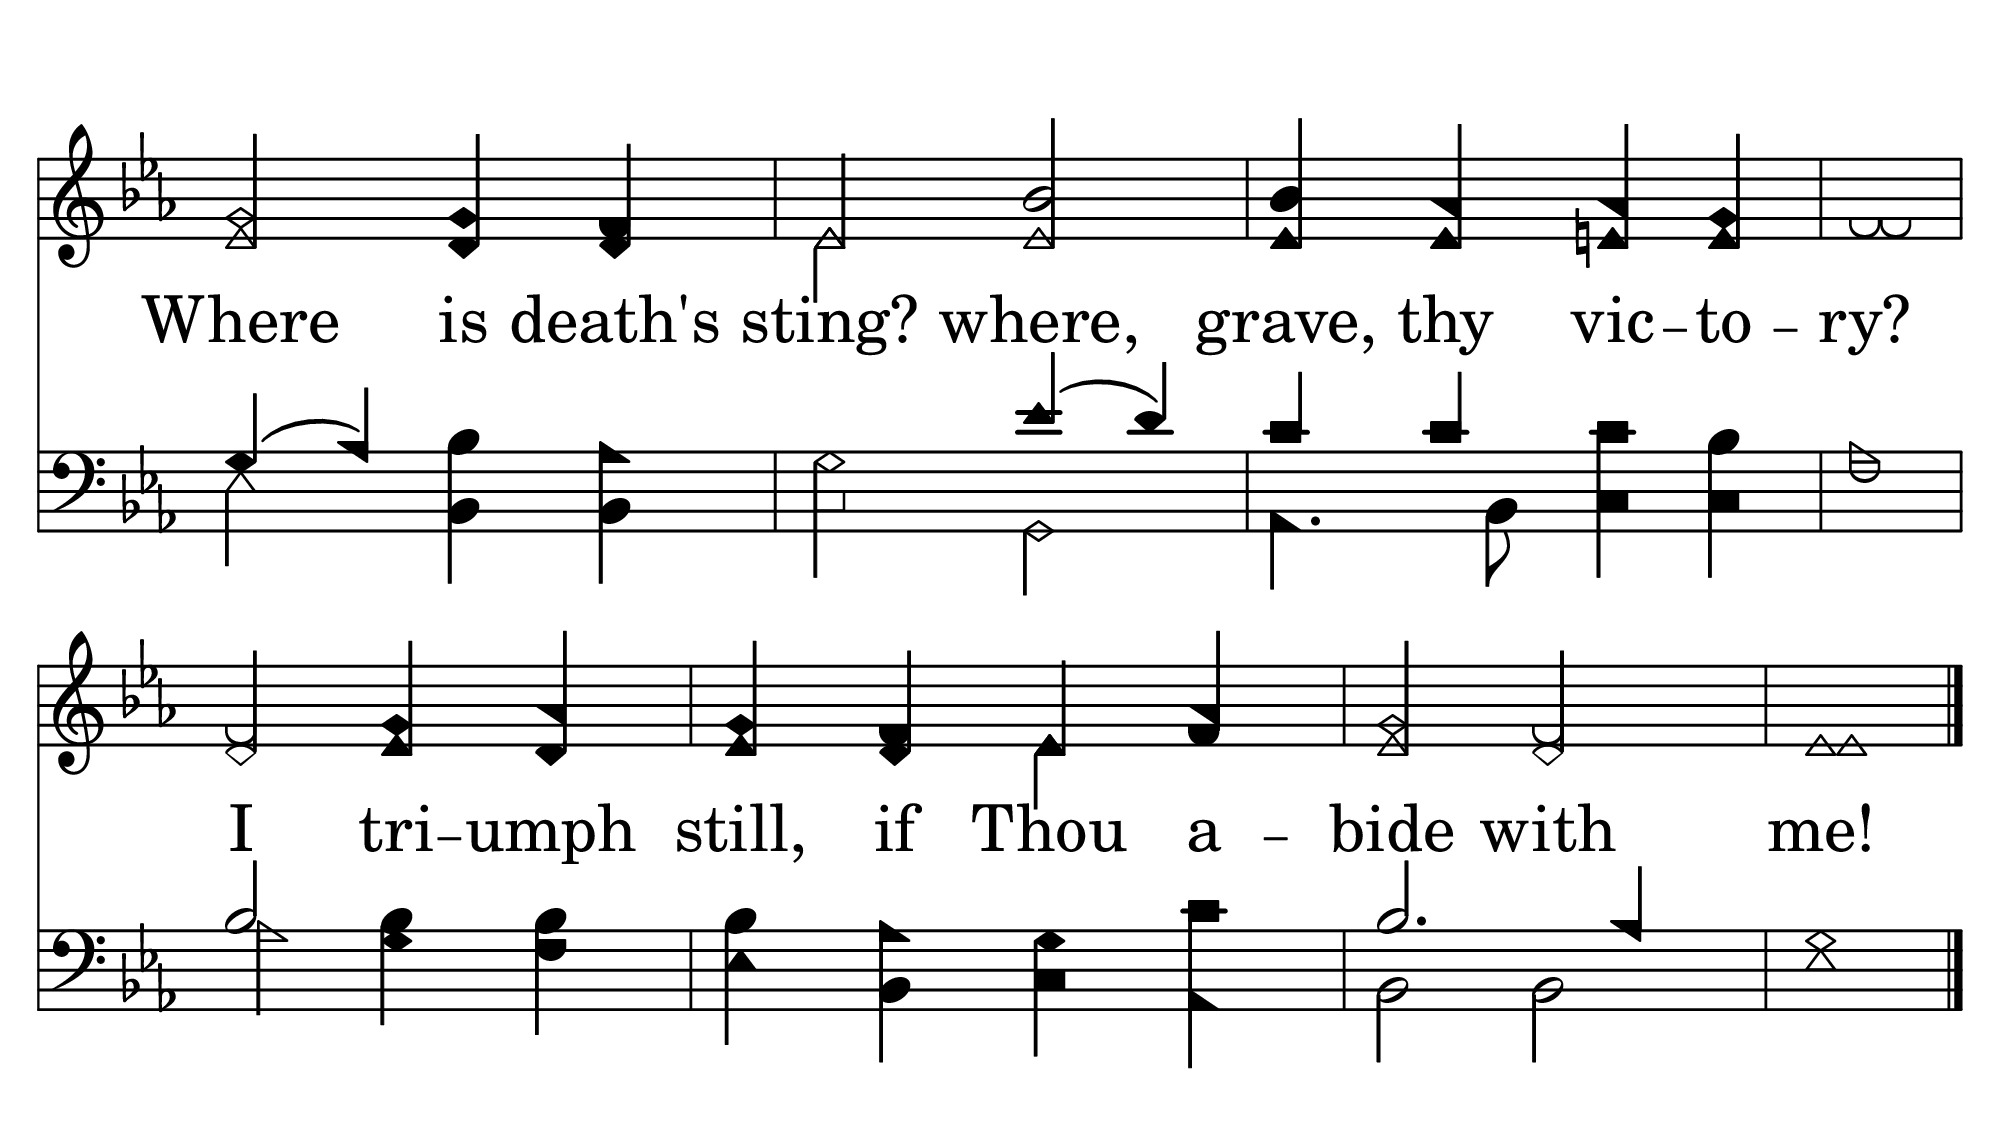 Where is death's sting? where, grave, thy vic–to – ry?
I tri–umph still, if Thou a – bide with me!